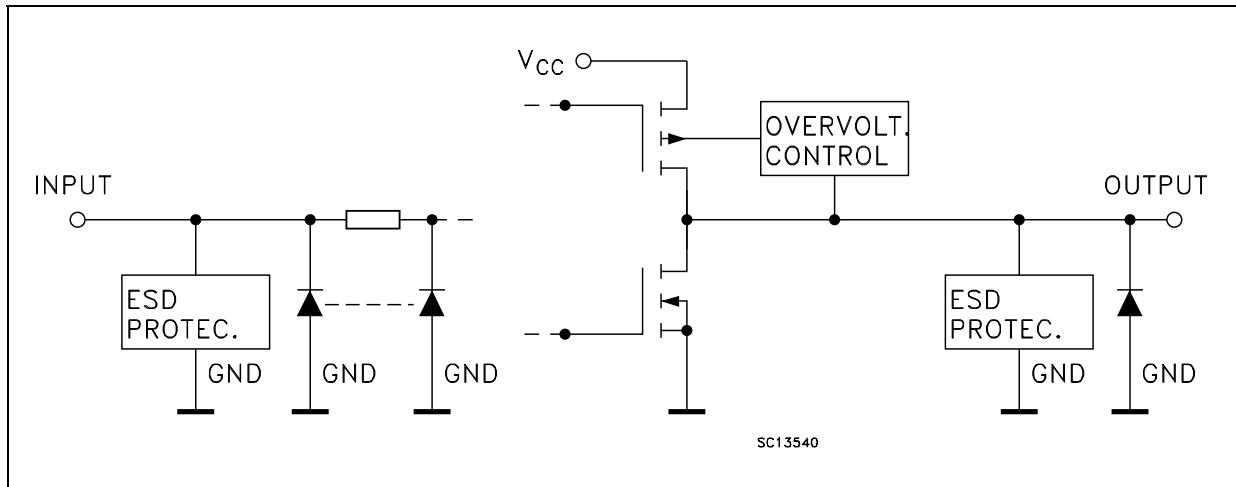 VCC
OVERVOLT.
CONTROL
INPUT
OUTPUT
ESD
PROTEC.
ESD
PROTEC.
GND
GND
GND
GND
GND
SC13540